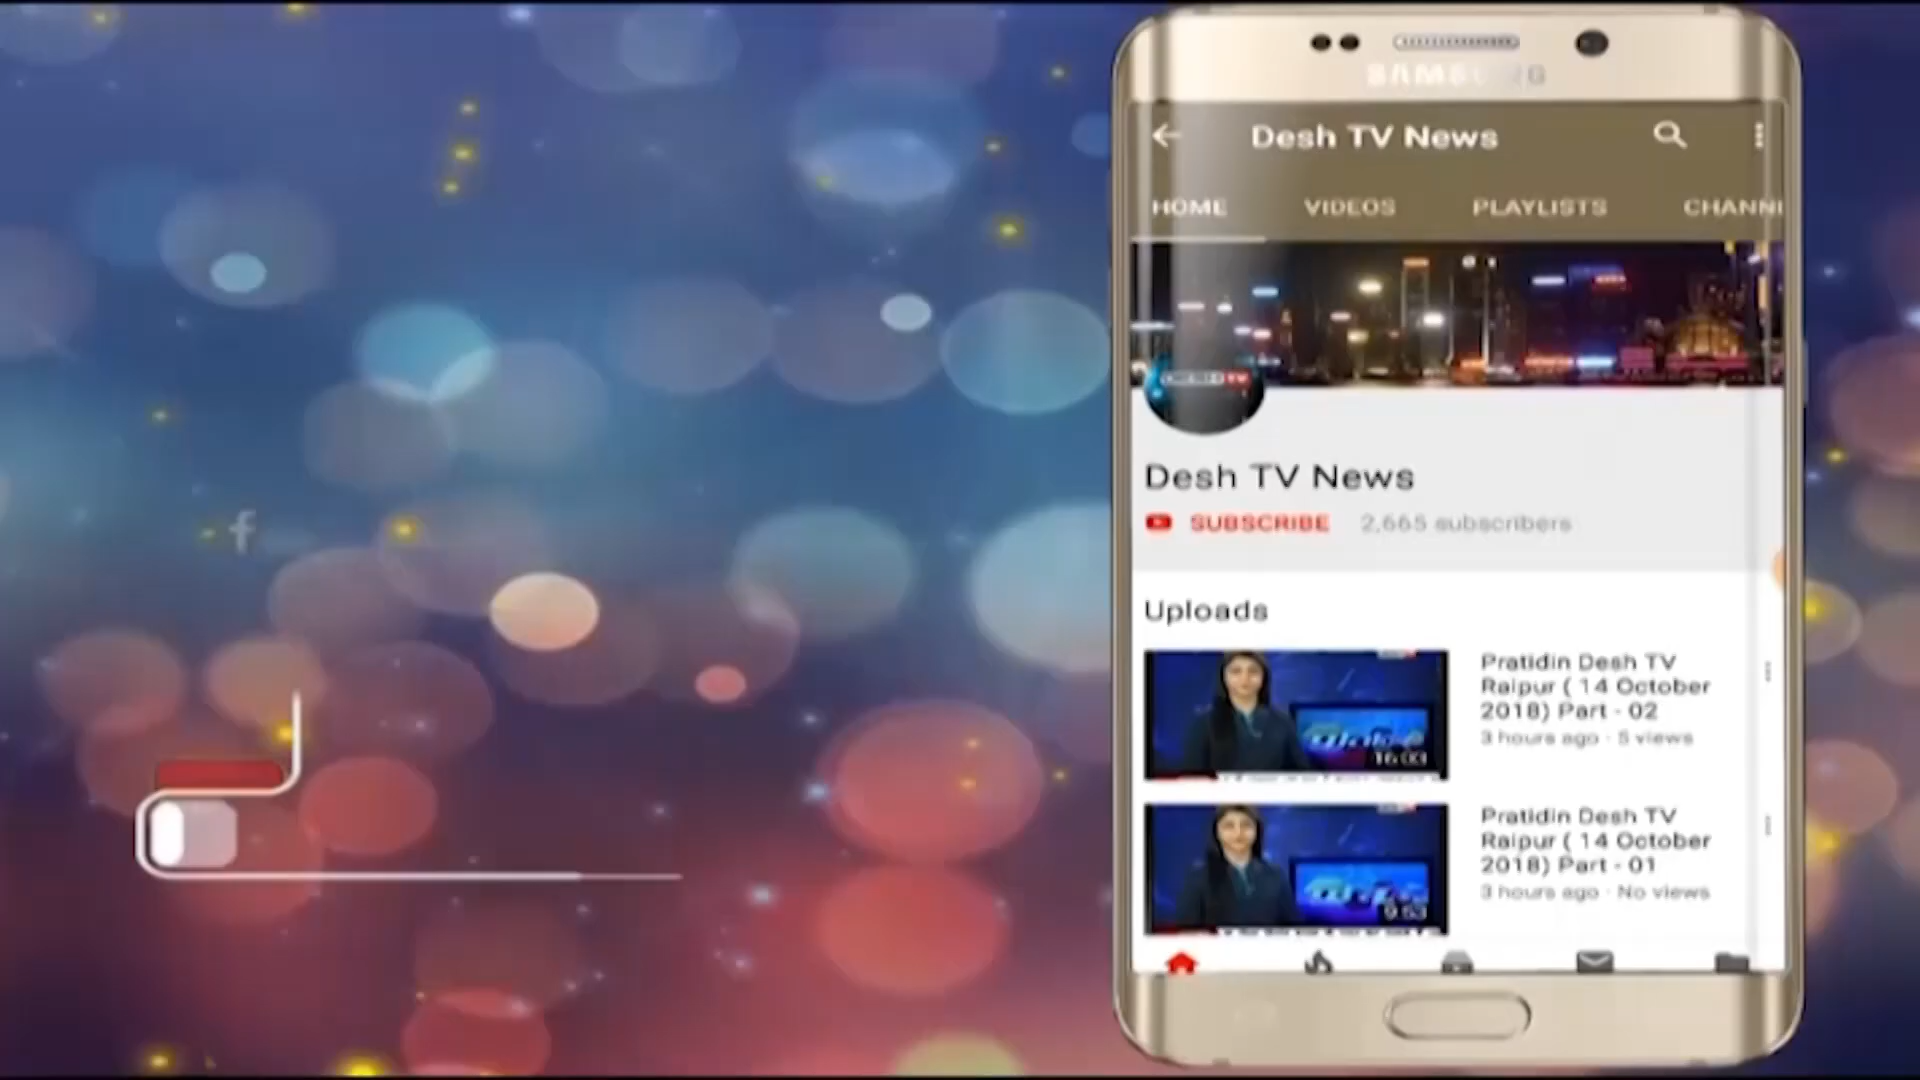 SAMSUNG
Desh TV News
HOME VIDEOS PLAYLISTS CHANNI
Desh TV News
SUBSCRIBE 2,665 subscribers
Uploads
Pratidin Desh TV
Raipur ( 14 October
2018) Part - 02
3 hours ago · 5 views
16:03
Pratidin Desh TV
Raipur ( 14 October
2018) Part - 01
3 hours ago · No views
9:53